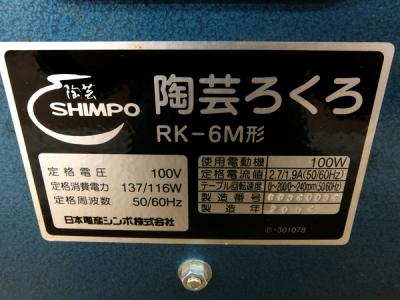 陶芸
SHIMPO
陶芸ろくろ
RK-6M形
定格電圧 100V
定格消費電力 137/116W
定格周波数 50/60Hz
日本電産シンポ株式会社
使用電動機 100W
定格電流値 2.7/1.9A(50/60Hz)
テーブル回転速度 0~200/0~240rpm(50/60Hz)
製造番号
製造年
㋩-301078